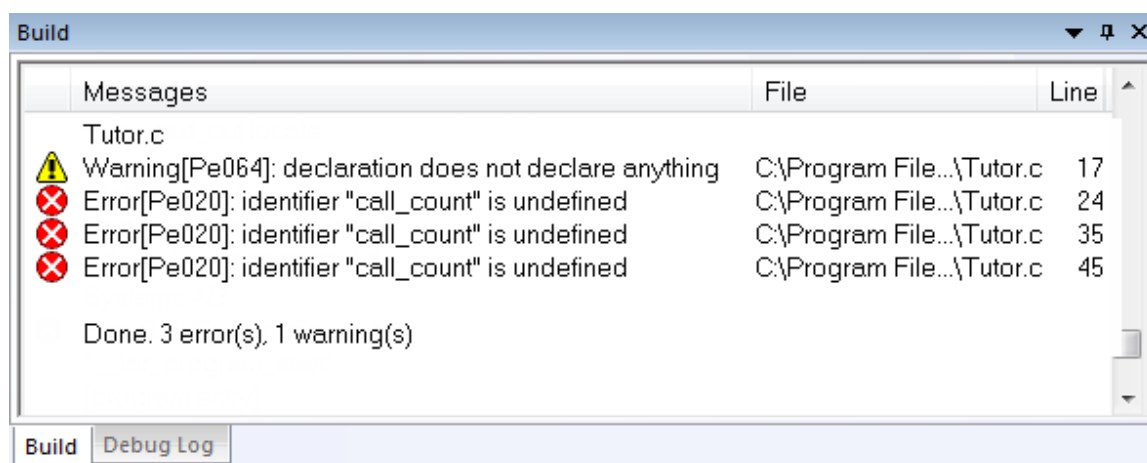 Build
Messages File Line
Tutor.c
Warning[Pe064]: declaration does not declare anything C:\Program File...\Tutor.c 17
Error[Pe020]: identifier "call_count" is undefined C:\Program File...\Tutor.c 24
Error[Pe020]: identifier "call_count" is undefined C:\Program File...\Tutor.c 35
Error[Pe020]: identifier "call_count" is undefined C:\Program File...\Tutor.c 45
Done. 3 error(s), 1 warning(s)
Build Debug Log